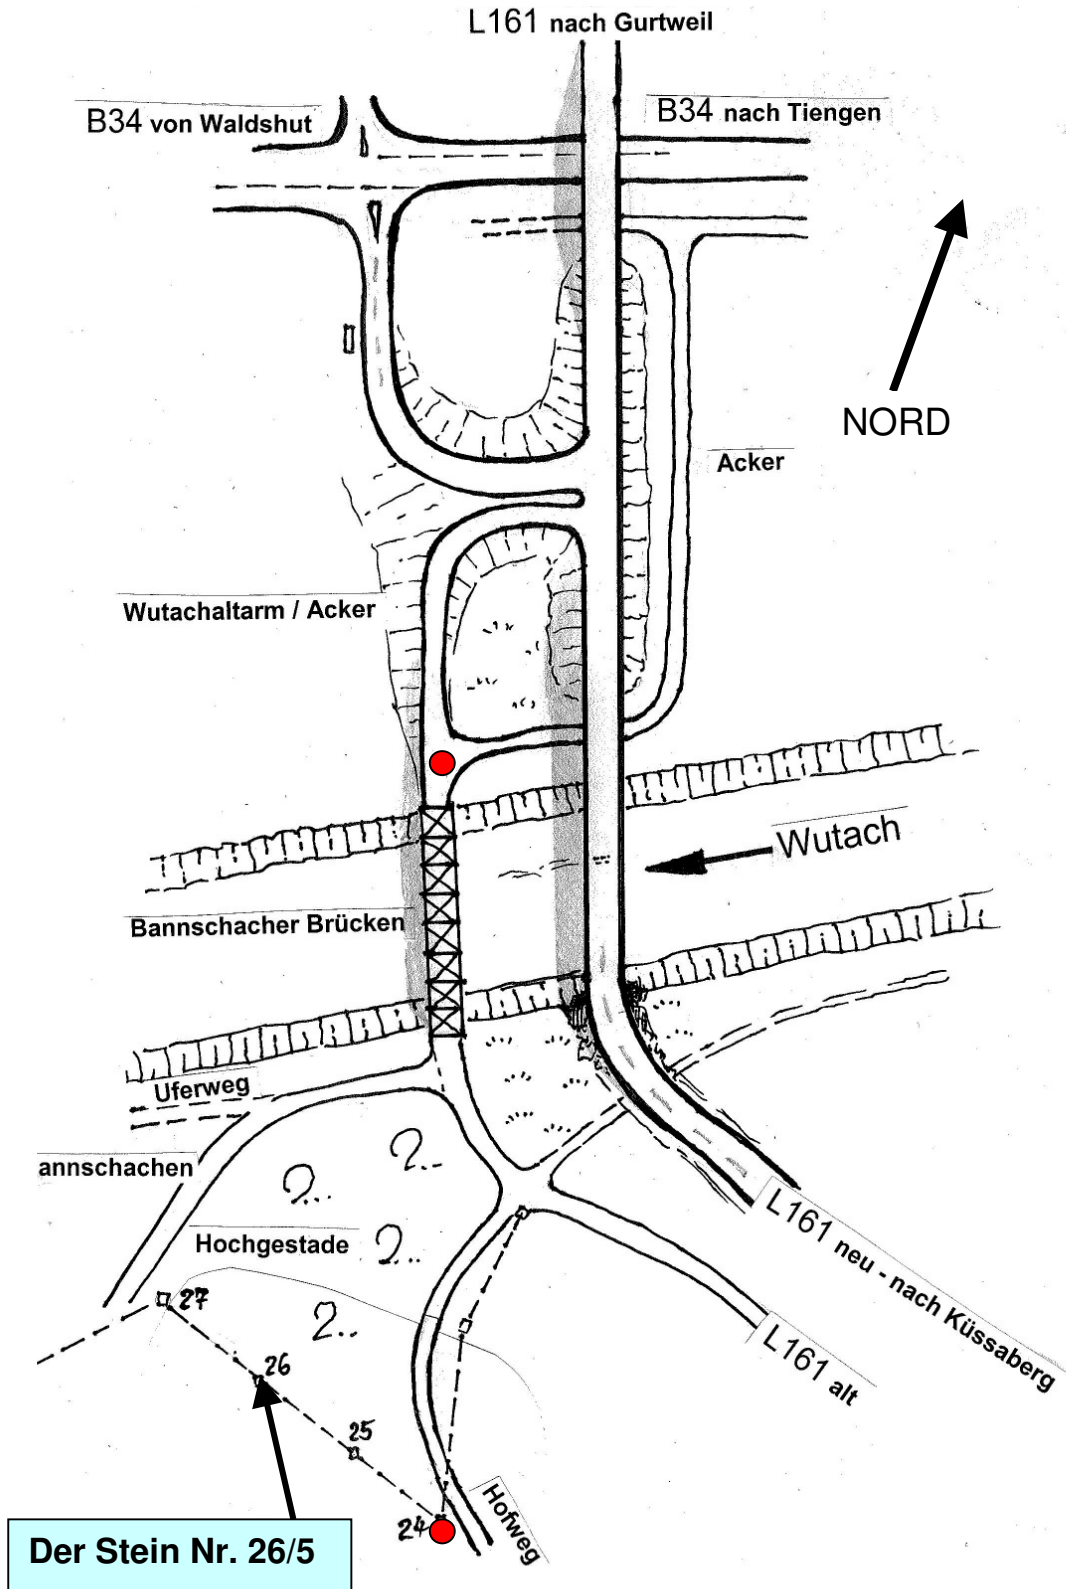 L161 nach Gurtweil
B34 von Waldshut
B34 nach Tiengen
NORD
Acker
Wutachaltarm / Acker
Wutach
Bannschacher Brücken
Uferweg
annschachen
Hochgestade
L161 neu - nach Küssaberg
L161 alt
27
26
25
24
Hofweg
Der Stein Nr. 26/5